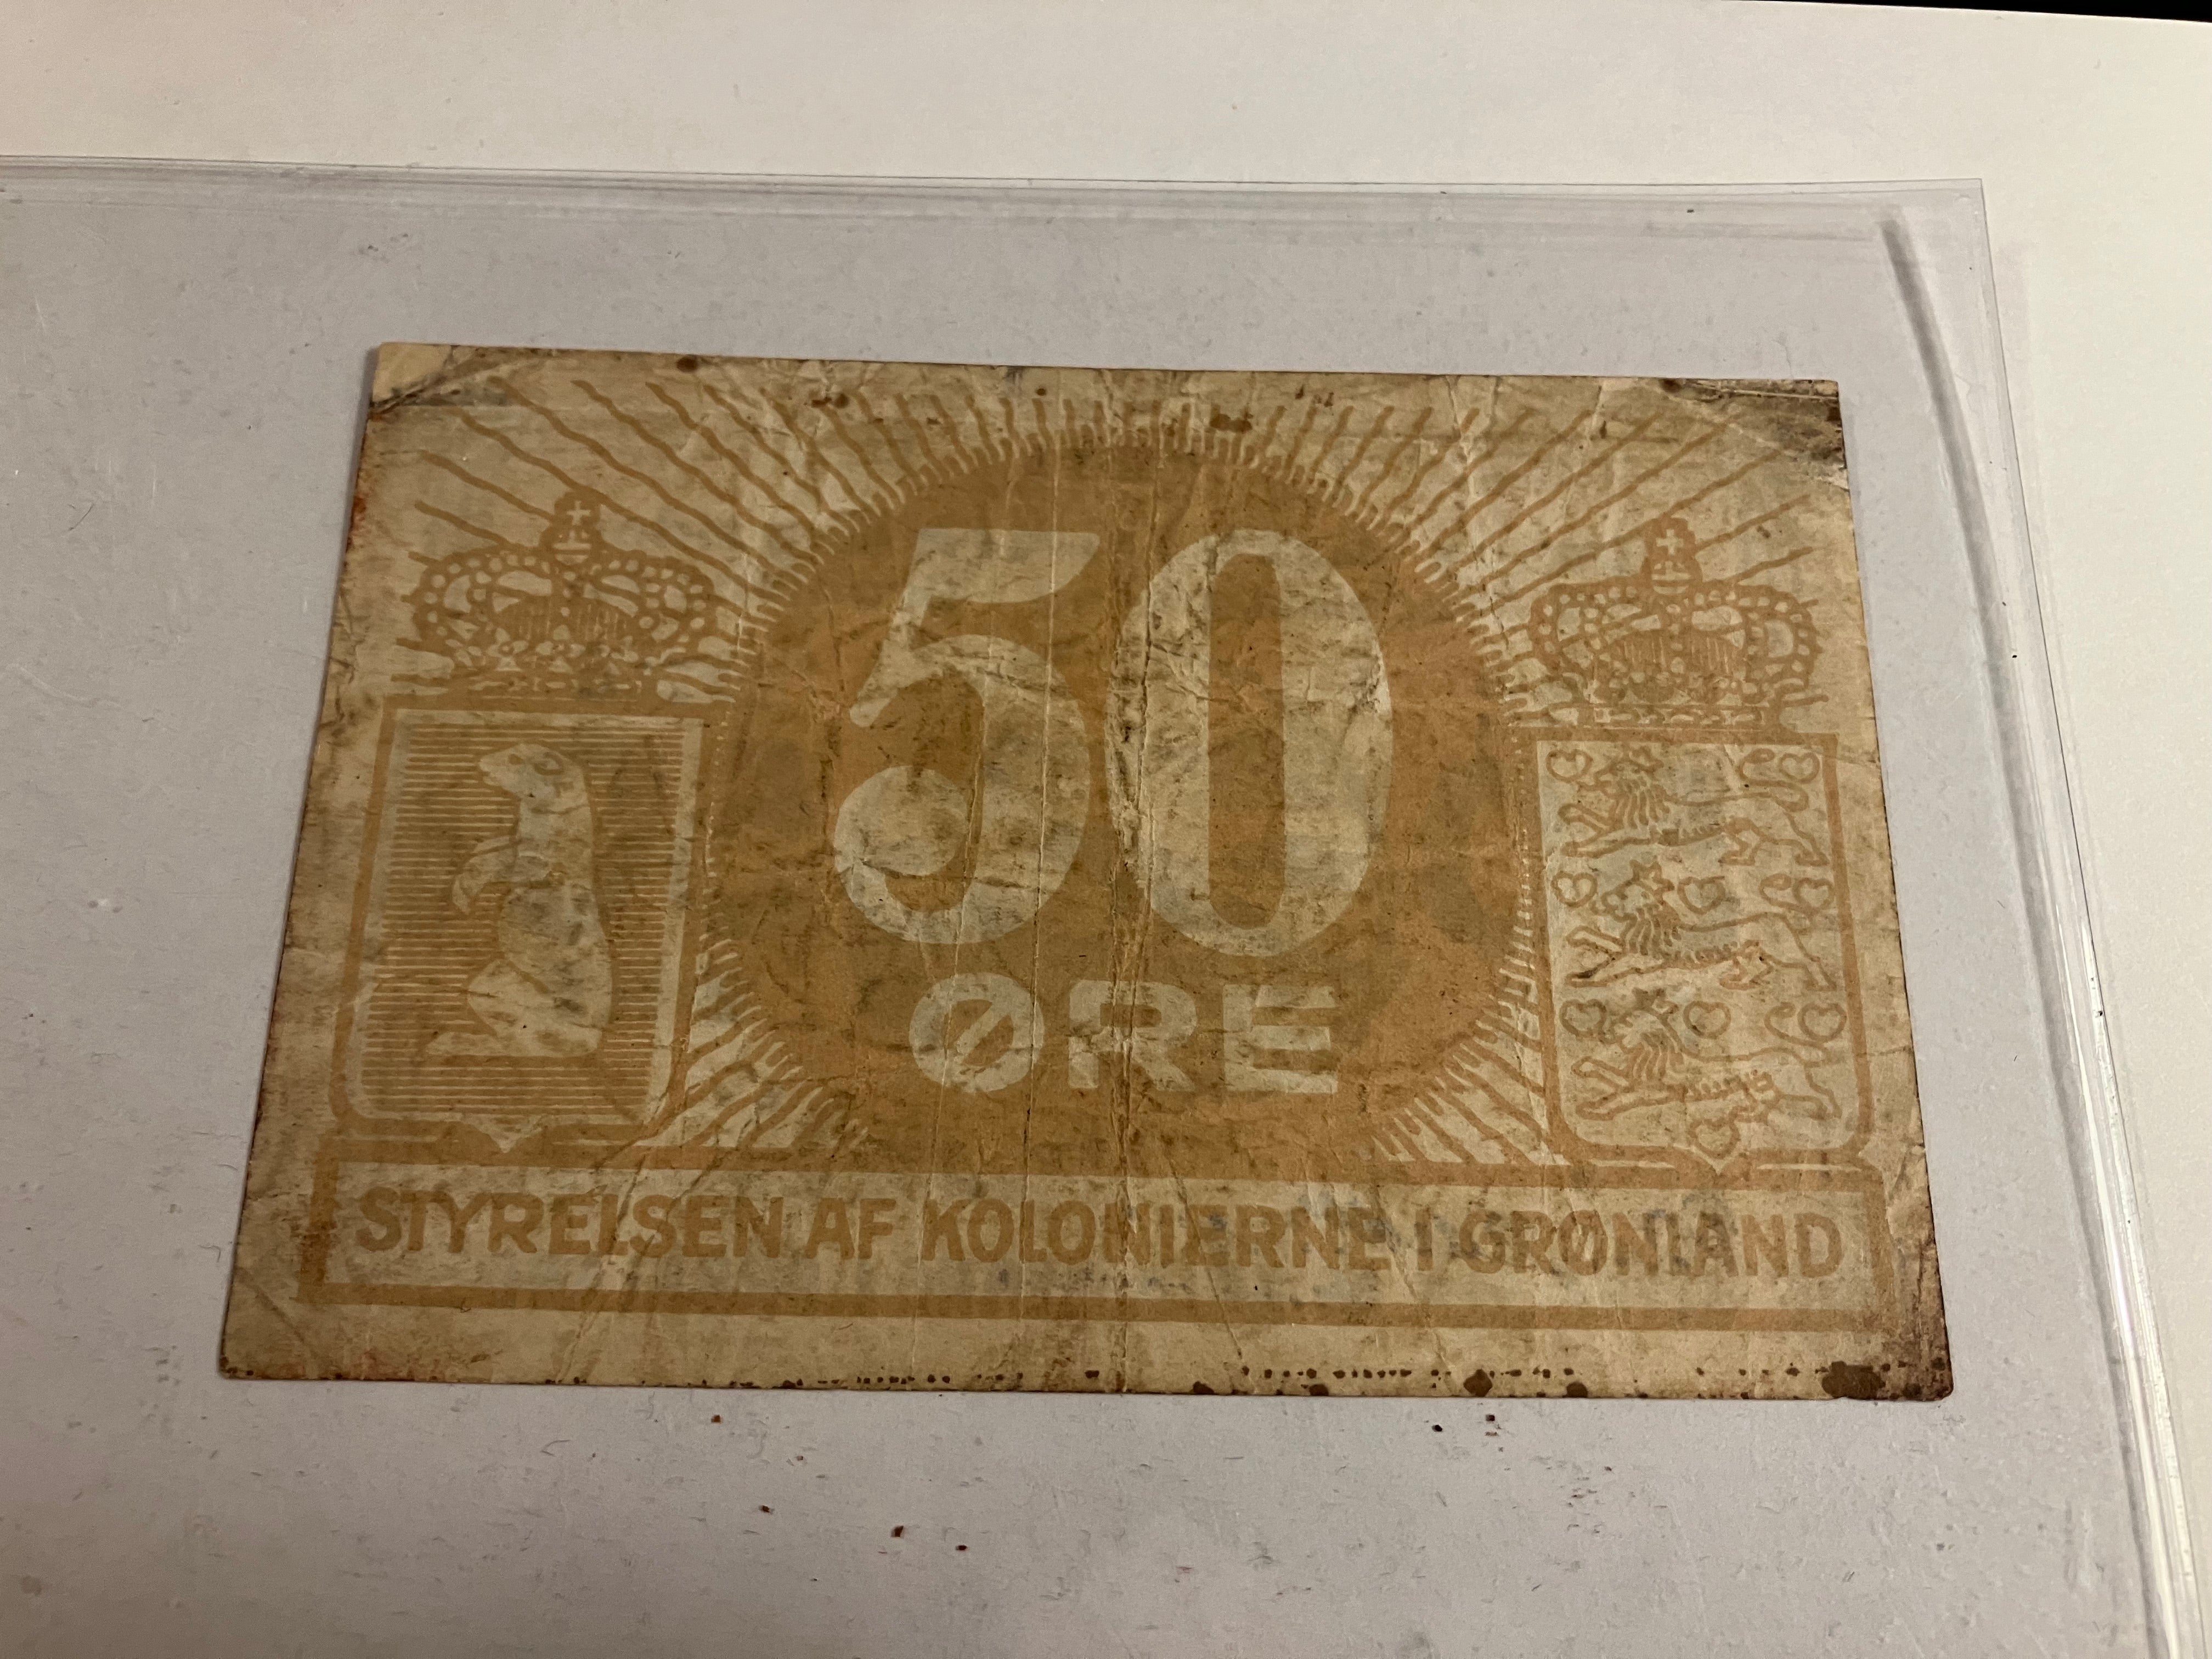 50
ØRE
STYRELSEN AF KOLONIERNE I GRØNLAND